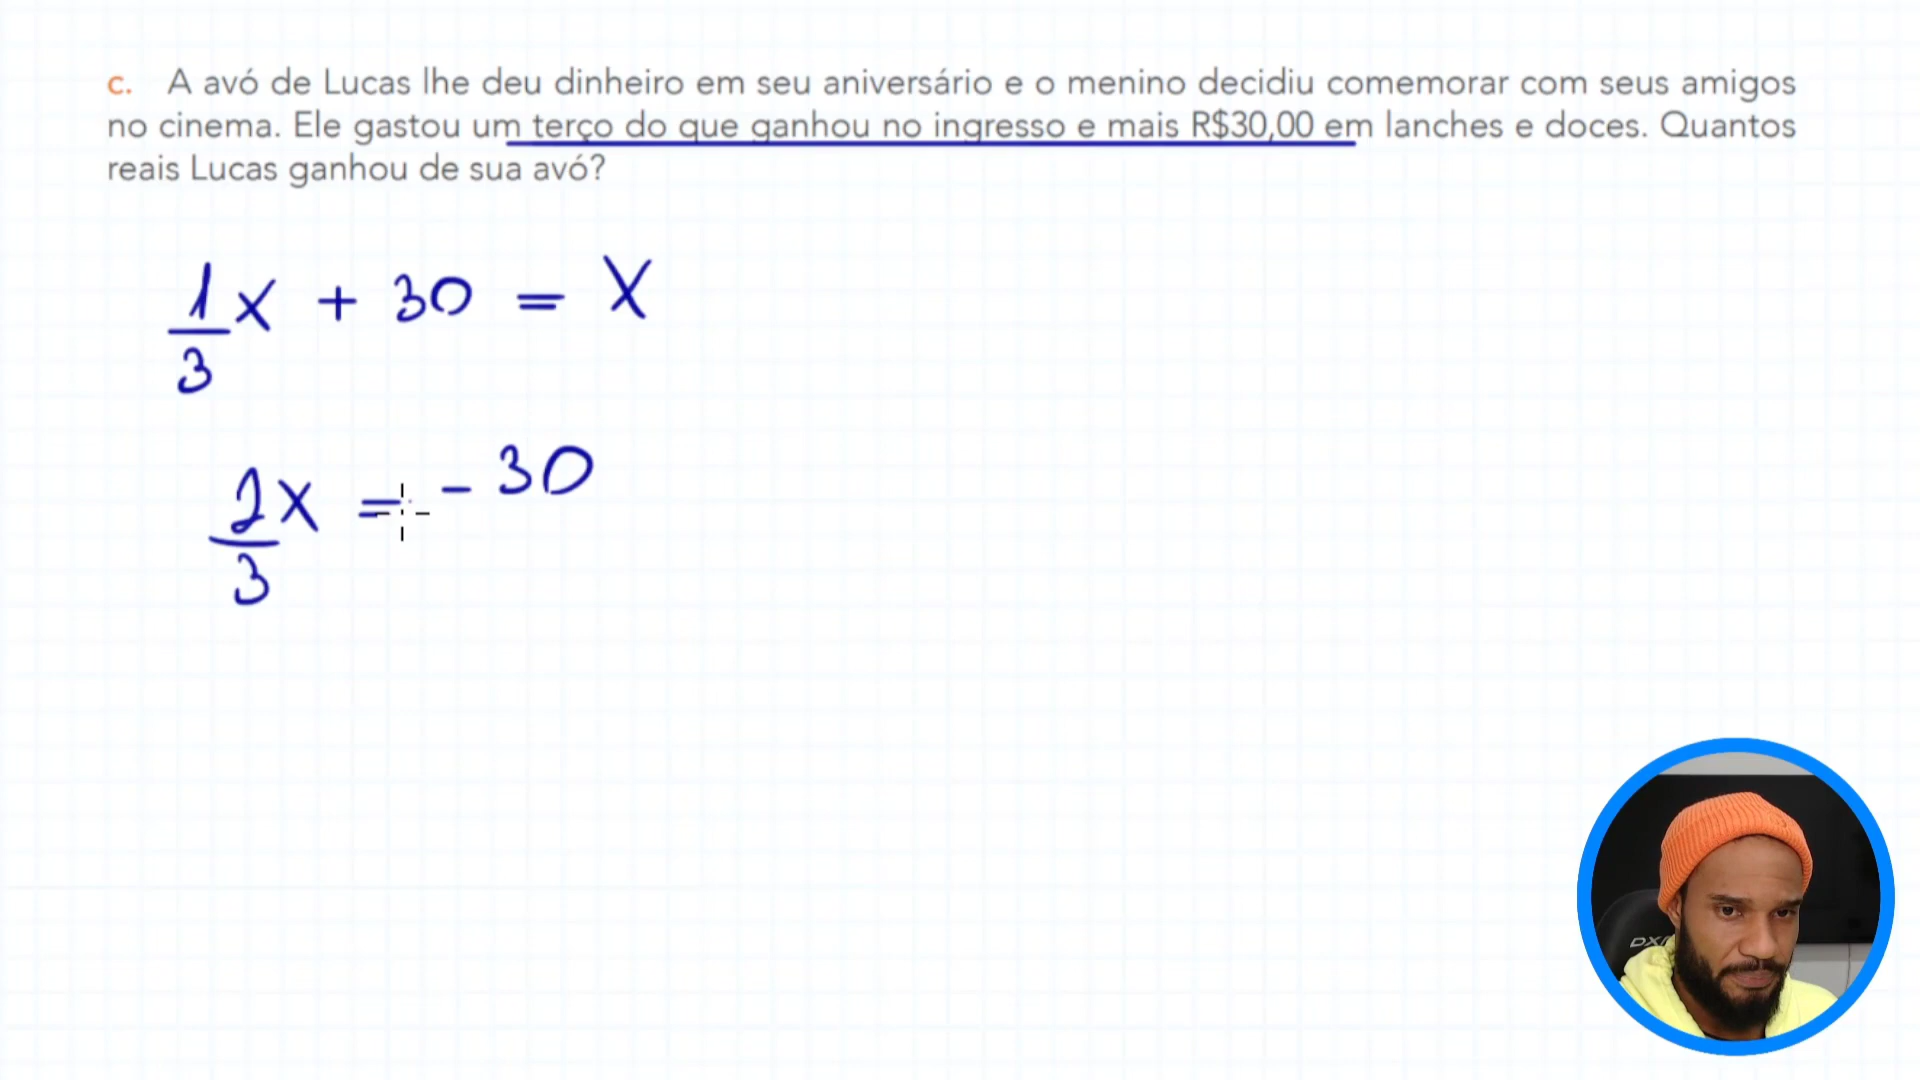 c. A avó de Lucas lhe deu dinheiro em seu aniversário e o menino decidiu comemorar com seus amigos
no cinema. Ele gastou um terço do que ganhou no ingresso e mais R$30,00 em lanches e doces. Quantos
reais Lucas ganhou de sua avó?
1/3 x + 30 = x
2/3 x = - 30